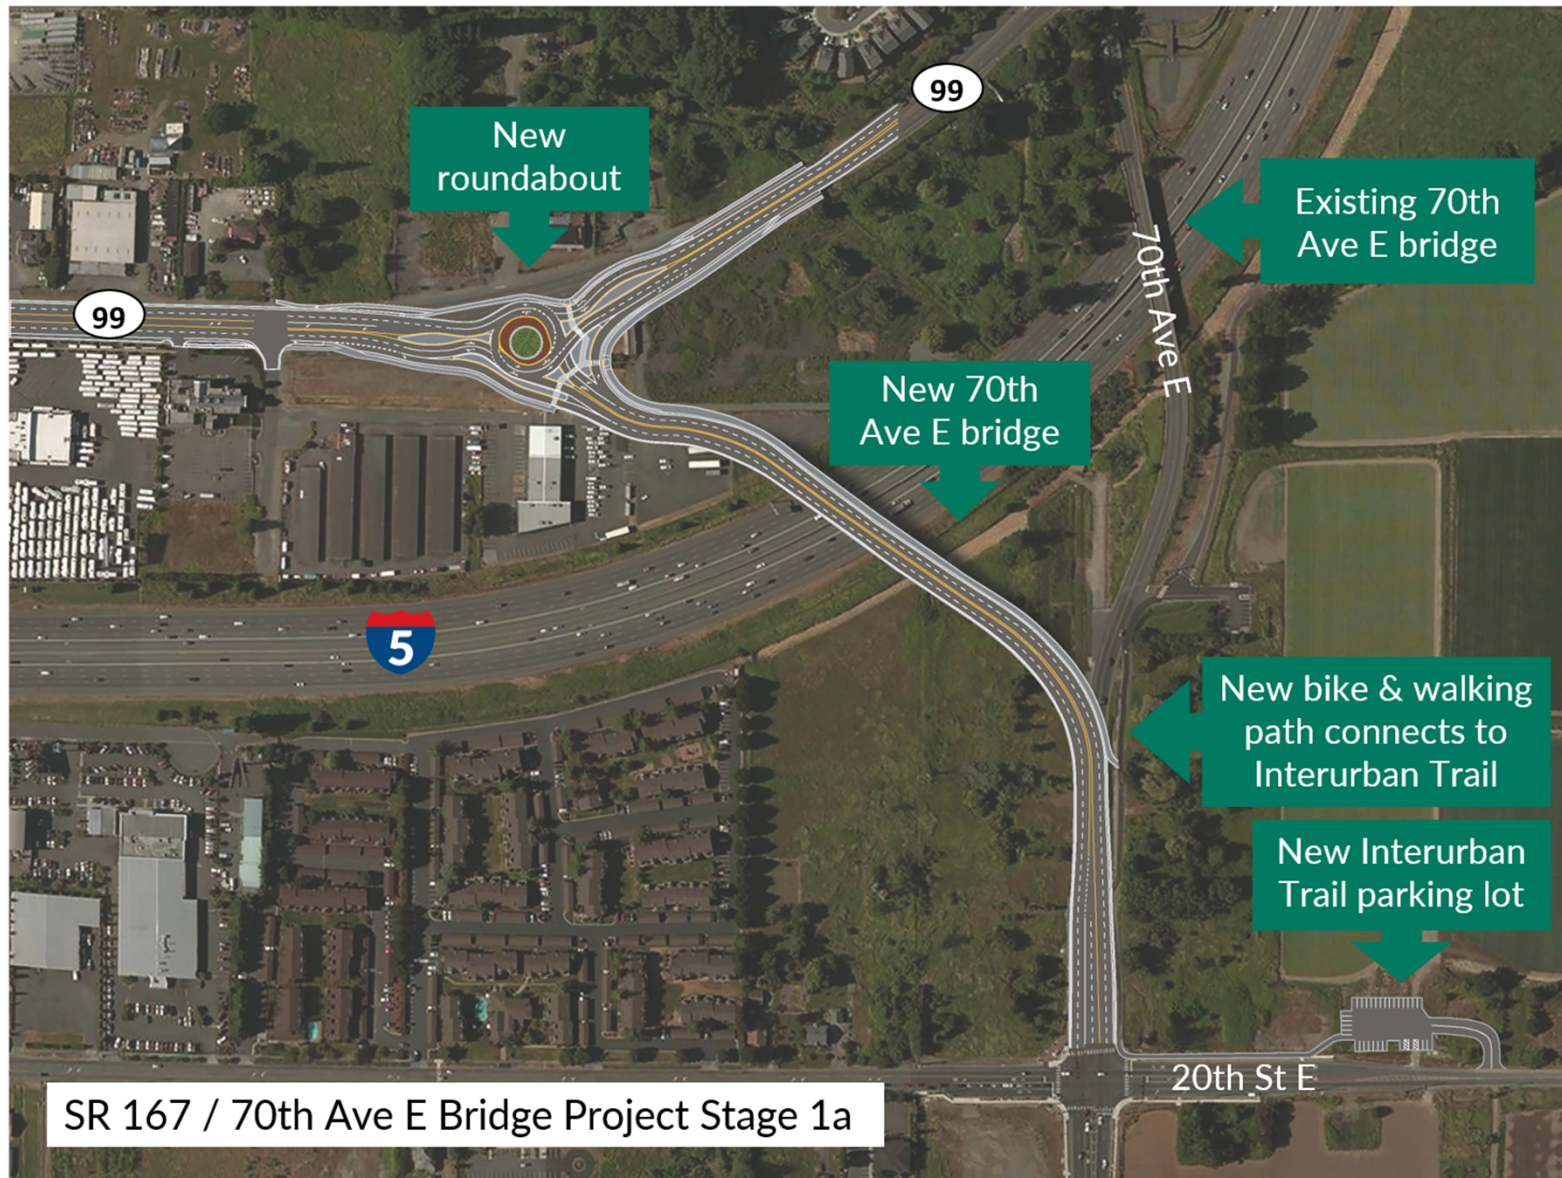 99
New
roundabout
Existing 70th
Ave E bridge
70th Ave E
99
New 70th
Ave E bridge
5
New bike & walking
path connects to
Interurban Trail
New Interurban
Trail parking lot
20th St E
SR 167 / 70th Ave E Bridge Project Stage 1a